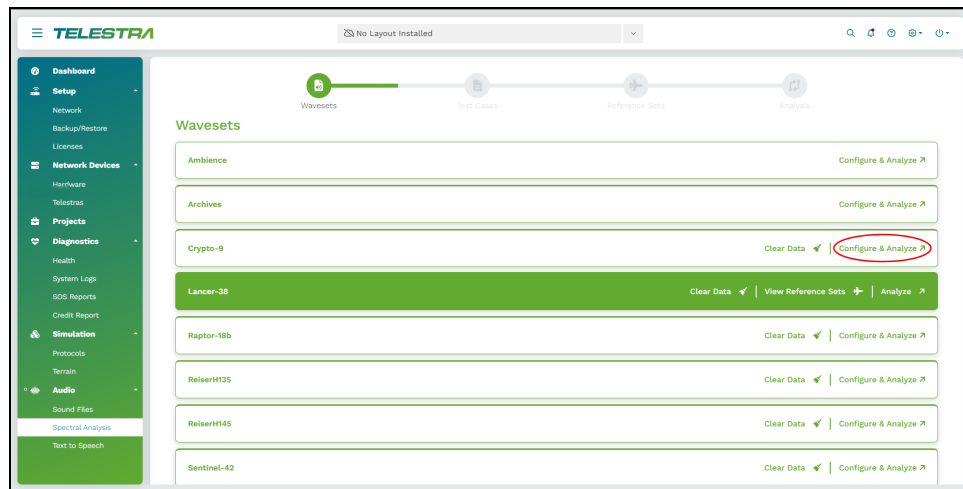 TELESTRA
No Layout Installed
Dashboard
Setup
Network
Backup/Restore
Licenses
Network Devices
Hardware
Telestras
Projects
Diagnostics
Health
System Logs
SOS Reports
Credit Report
Simulation
Protocols
Terrain
Audio
Sound Files
Spectral Analysis
Text to Speech
Wavesets Test Cases Reference Sets Analysis
Wavesets
Ambience Configure & Analyze
Archives Configure & Analyze
Crypto-9 Clear Data Configure & Analyze
Lancer-38 Clear Data View Reference Sets Analyze
Raptor-18b Clear Data Configure & Analyze
ReiserH135 Clear Data Configure & Analyze
ReiserH145 Clear Data Configure & Analyze
Sentinel-42 Clear Data Configure & Analyze